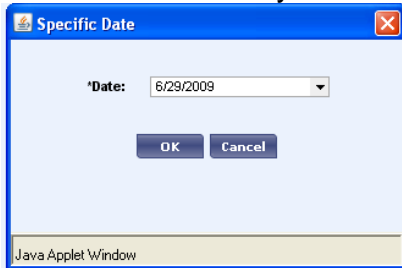 Specific Date
*Date: 6/29/2009
OK Cancel
Java Applet Window